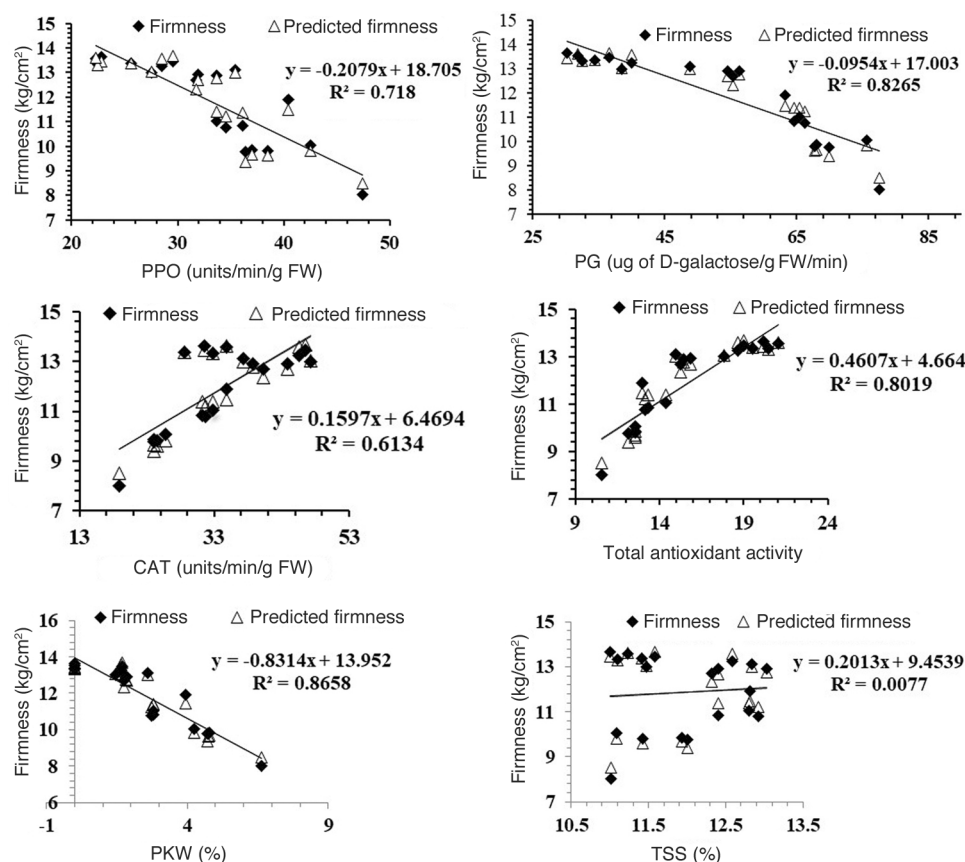 Firmness Predicted firmness
y = -0.2079x + 18.705
R² = 0.718
Firmness (kg/cm²)
15
14
13
12
11
10
9
8
7
20 30 40 50
PPO (units/min/g FW)
Firmness Predicted firmness
y = -0.0954x + 17.003
R² = 0.8265
Firmness (kg/cm²)
15
14
13
12
11
10
9
8
7
25 45 65 85
PG (ug of D-galactose/g FW/min)
Firmness Predicted firmness
y = 0.1597x + 6.4694
R² = 0.6134
Firmness (kg/cm²)
15
13
11
9
7
13 33 53
CAT (units/min/g FW)
Firmness Predicted firmness
y = 0.4607x + 4.664
R² = 0.8019
Firmness (kg/cm²)
15
13
11
9
7
9 14 19 24
Total antioxidant activity
Firmness Predicted firmness
y = -0.8314x + 13.952
R² = 0.8658
Firmness (kg/cm²)
16
14
12
10
8
6
-1 4 9
PKW (%)
Firmness Predicted firmness
y = 0.2013x + 9.4539
R² = 0.0077
Firmness (kg/cm²)
15
13
11
9
7
10.5 11.5 12.5 13.5
TSS (%)